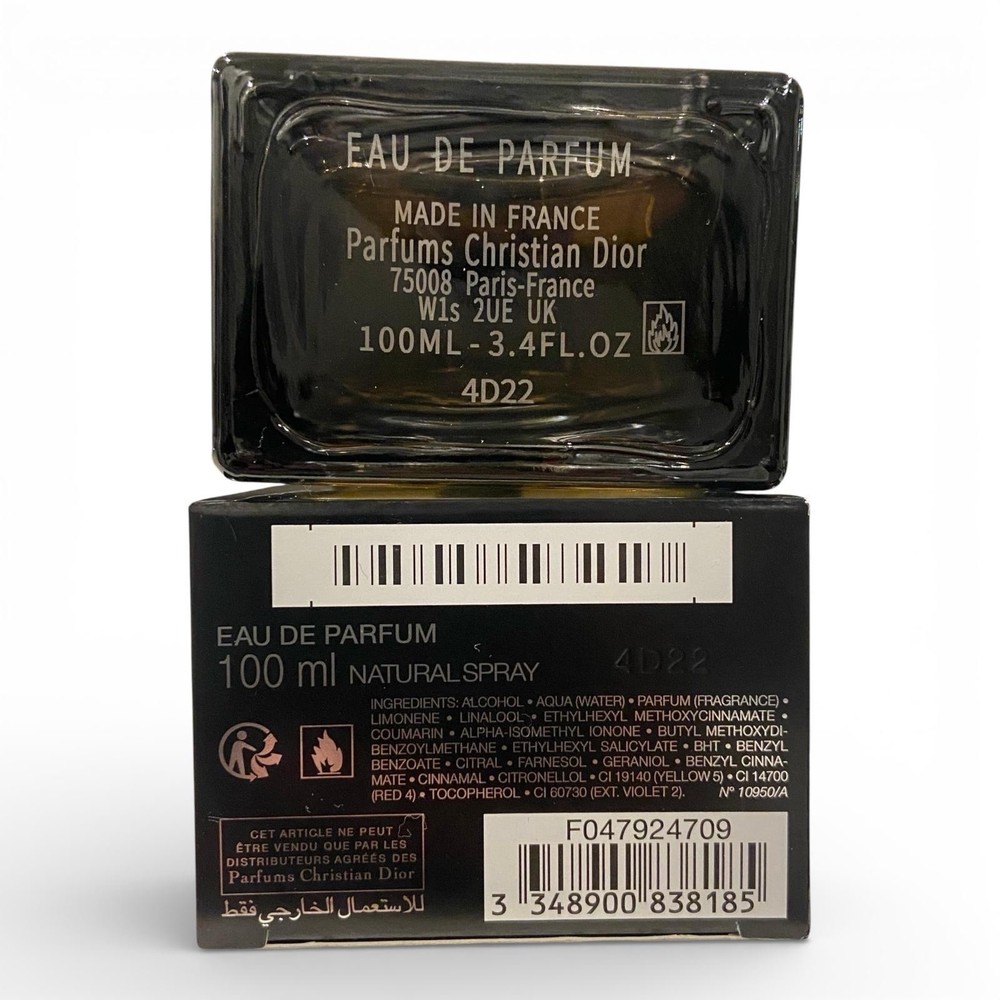 EAU DE PARFUM
MADE IN FRANCE
Parfums Christian Dior
75008 Paris-France
W1s 2UE UK
100ML - 3.4FL.OZ
4D22
EAU DE PARFUM
100 ml NATURAL SPRAY
4D22
INGREDIENTS: ALCOHOL • AQUA (WATER) • PARFUM (FRAGRANCE) •
LIMONENE • LINALOOL • ETHYLHEXYL METHOXYCINNAMATE •
COUMARIN • ALPHA-ISOMETHYL IONONE • BUTYL METHOXYDI-
BENZOYLMETHANE • ETHYLHEXYL SALICYLATE • BHT • BENZYL
BENZOATE • CITRAL • FARNESOL • GERANIOL • BENZYL CINNA-
MATE • CINNAMAL • CITRONELLOL • CI 19140 (YELLOW 5) • CI 14700
(RED 4) • TOCOPHEROL • CI 60730 (EXT. VIOLET 2). N° 10950/A
CET ARTICLE NE PEUT
ÊTRE VENDU QUE PAR LES
DISTRIBUTEURS AGRÉÉS DES
Parfums Christian Dior
للاستعمال الخارجي فقط
F047924709
3 348900 838185